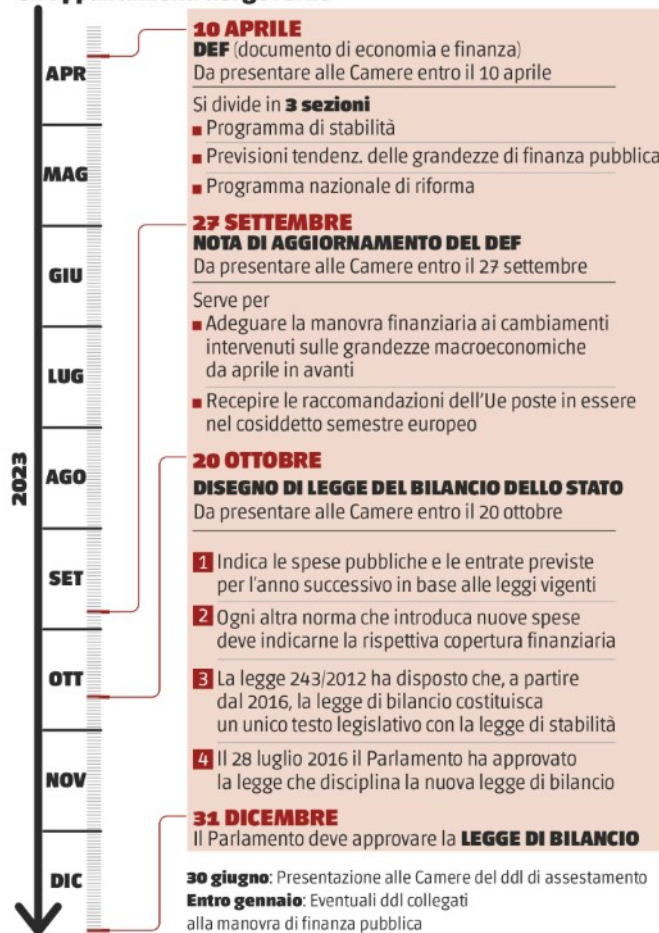 10 APRILE
DEF (documento di economia e finanza)
Da presentare alle Camere entro il 10 aprile
Si divide in 3 sezioni
Programma di stabilità
Previsioni tendenz. delle grandezze di finanza pubblica
Programma nazionale di riforma
27 SETTEMBRE
NOTA DI AGGIORNAMENTO DEL DEF
Da presentare alle Camere entro il 27 settembre
Serve per
Adeguare la manovra finanziaria ai cambiamenti
intervenuti sulle grandezze macroeconomiche
da aprile in avanti
Recepire le raccomandazioni dell'Ue poste in essere
nel cosiddetto semestre europeo
20 OTTOBRE
DISEGNO DI LEGGE DEL BILANCIO DELLO STATO
Da presentare alle Camere entro il 20 ottobre
1 Indica le spese pubbliche e le entrate previste
per l'anno successivo in base alle leggi vigenti
2 Ogni altra norma che introduca nuove spese
deve indicarne la rispettiva copertura finanziaria
3 La legge 243/2012 ha disposto che, a partire
dal 2016, la legge di bilancio costituisca
un unico testo legislativo con la legge di stabilità
4 Il 28 luglio 2016 il Parlamento ha approvato
la legge che disciplina la nuova legge di bilancio
31 DICEMBRE
Il Parlamento deve approvare la LEGGE DI BILANCIO
30 giugno: Presentazione alle Camere del ddl di assestamento
Entro gennaio: Eventuali ddl collegati
alla manovra di finanza pubblica
2023
APR
MAG
GIU
LUG
AGO
SET
OTT
NOV
DIC